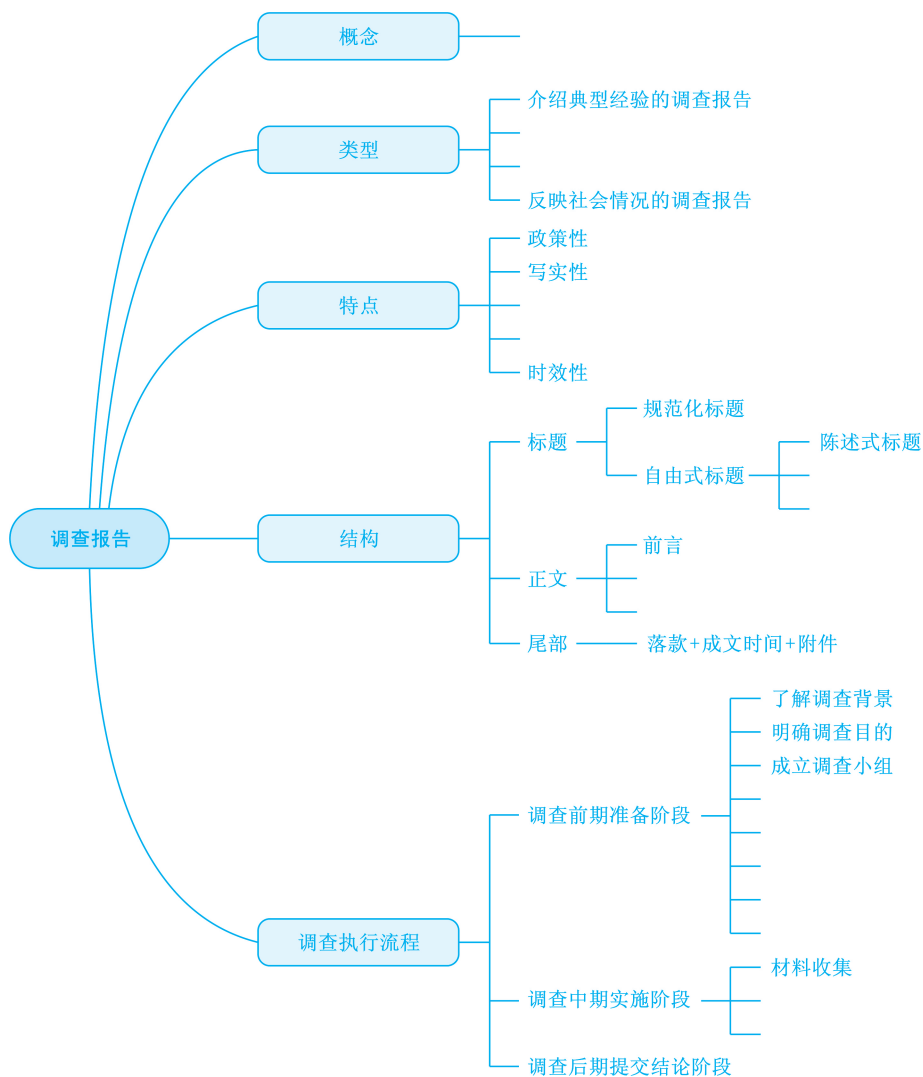 概念
介绍典型经验的调查报告
类型
反映社会情况的调查报告
政策性
写实性
特点
时效性
规范化标题
标题
陈述式标题
自由式标题
调查报告
结构
前言
正文
尾部
落款+成文时间+附件
了解调查背景
明确调查目的
成立调查小组
调查前期准备阶段
调查执行流程
材料收集
调查中期实施阶段
调查后期提交结论阶段